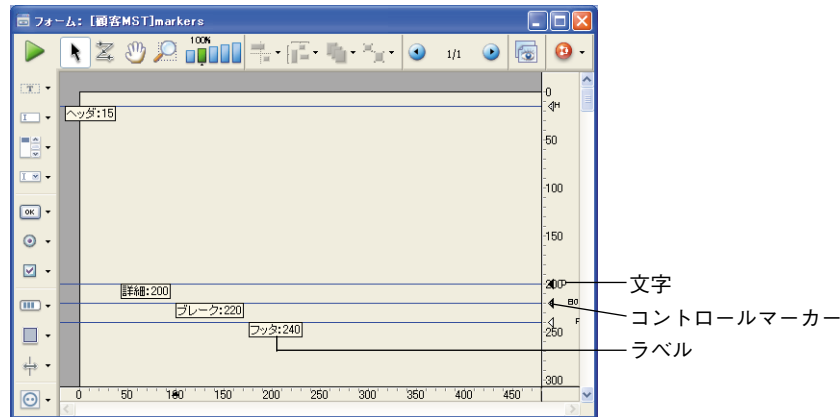 フォーム: [顧客MST]markers
100%
1/1
T
I
I
OK
0
H
ヘッダ:15
50
100
150
200
D
詳細:200
B0
ブレーク:220
F
フッタ:240
250
300
0 50 100 150 200 250 300 350 400 450
文字
コントロールマーカー
ラベル